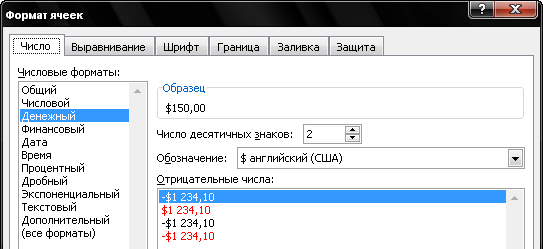 Формат ячеек
Число Выравнивание Шрифт Граница Заливка Защита
Числовые форматы:
Общий
Числовой
Денежный
Финансовый
Дата
Время
Процентный
Дробный
Экспоненциальный
Текстовый
Дополнительный
(все форматы)
Образец
$150,00
Число десятичных знаков: 2
Обозначение: $ английский (США)
Отрицательные числа:
-$1 234,10
$1 234,10
-$1 234,10
-$1 234,10